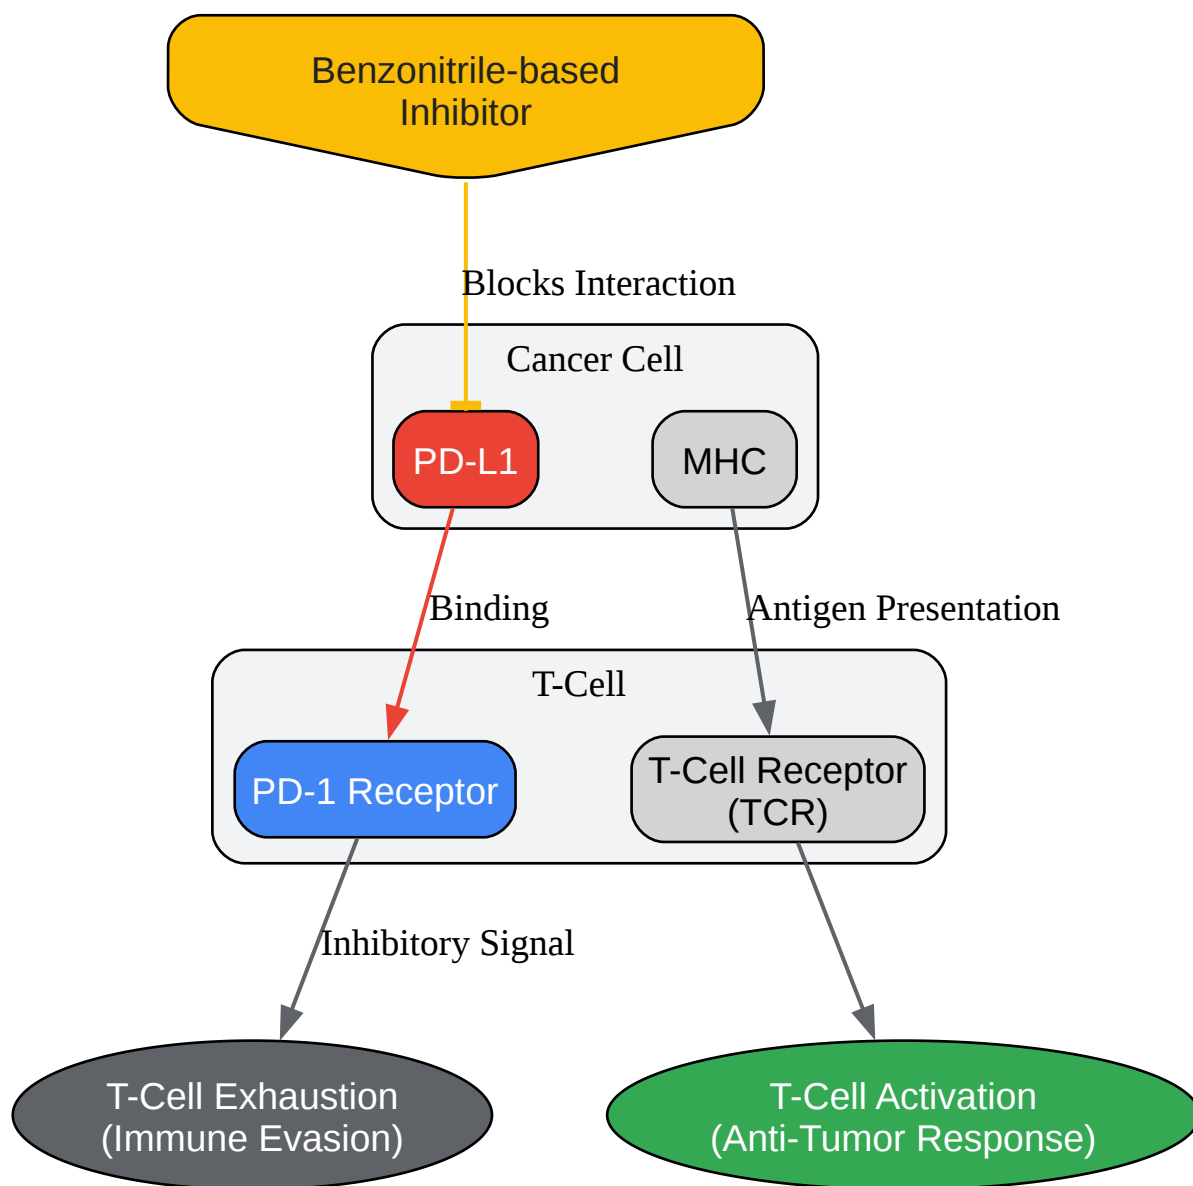 Benzonitrile-based
Inhibitor
Blocks Interaction
Cancer Cell
PD-L1
MHC
Binding
Antigen Presentation
T-Cell
PD-1 Receptor
T-Cell Receptor
(TCR)
Inhibitory Signal
T-Cell Exhaustion
(Immune Evasion)
T-Cell Activation
(Anti-Tumor Response)